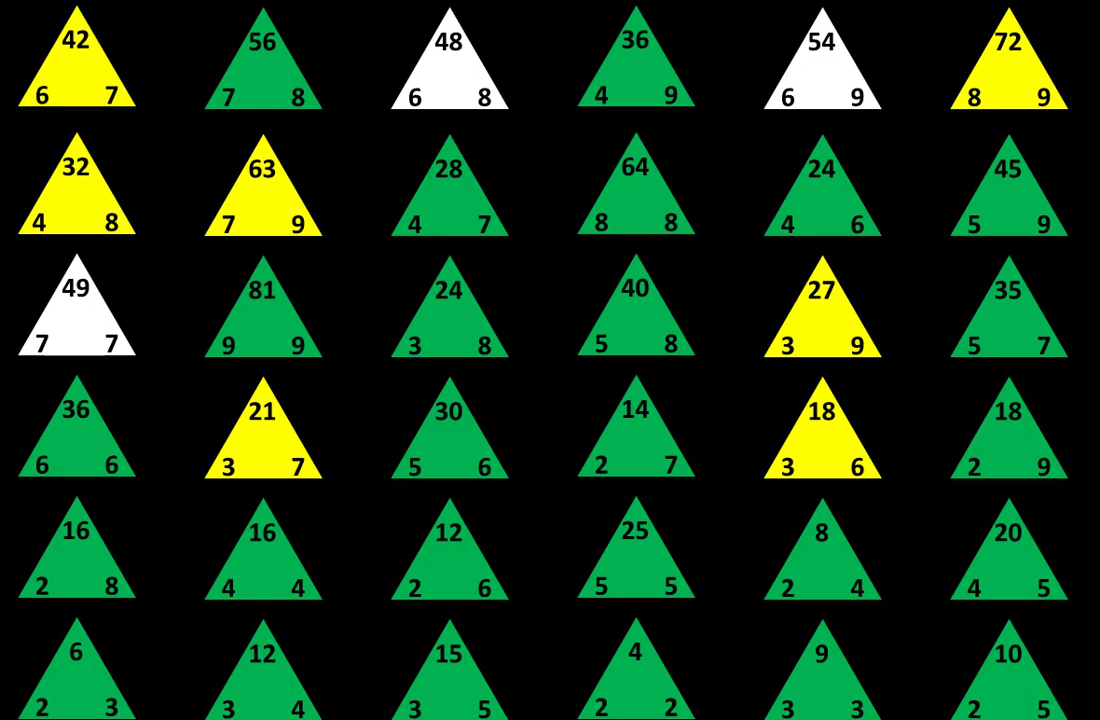 42 56 48 36 54 72
6 7 7 8 6 8 4 9 6 9 8 9
32 63 28 64 24 45
4 8 7 9 4 7 8 8 4 6 5 9
49 81 24 40 27 35
7 7 9 9 3 8 5 8 3 9 5 7
36 21 30 14 18 18
6 6 3 7 5 6 2 7 3 6 2 9
16 16 12 25 8 20
2 8 4 4 2 6 5 5 2 4 4 5
6 12 15 4 9 10
2 3 3 4 3 5 2 2 3 3 2 5